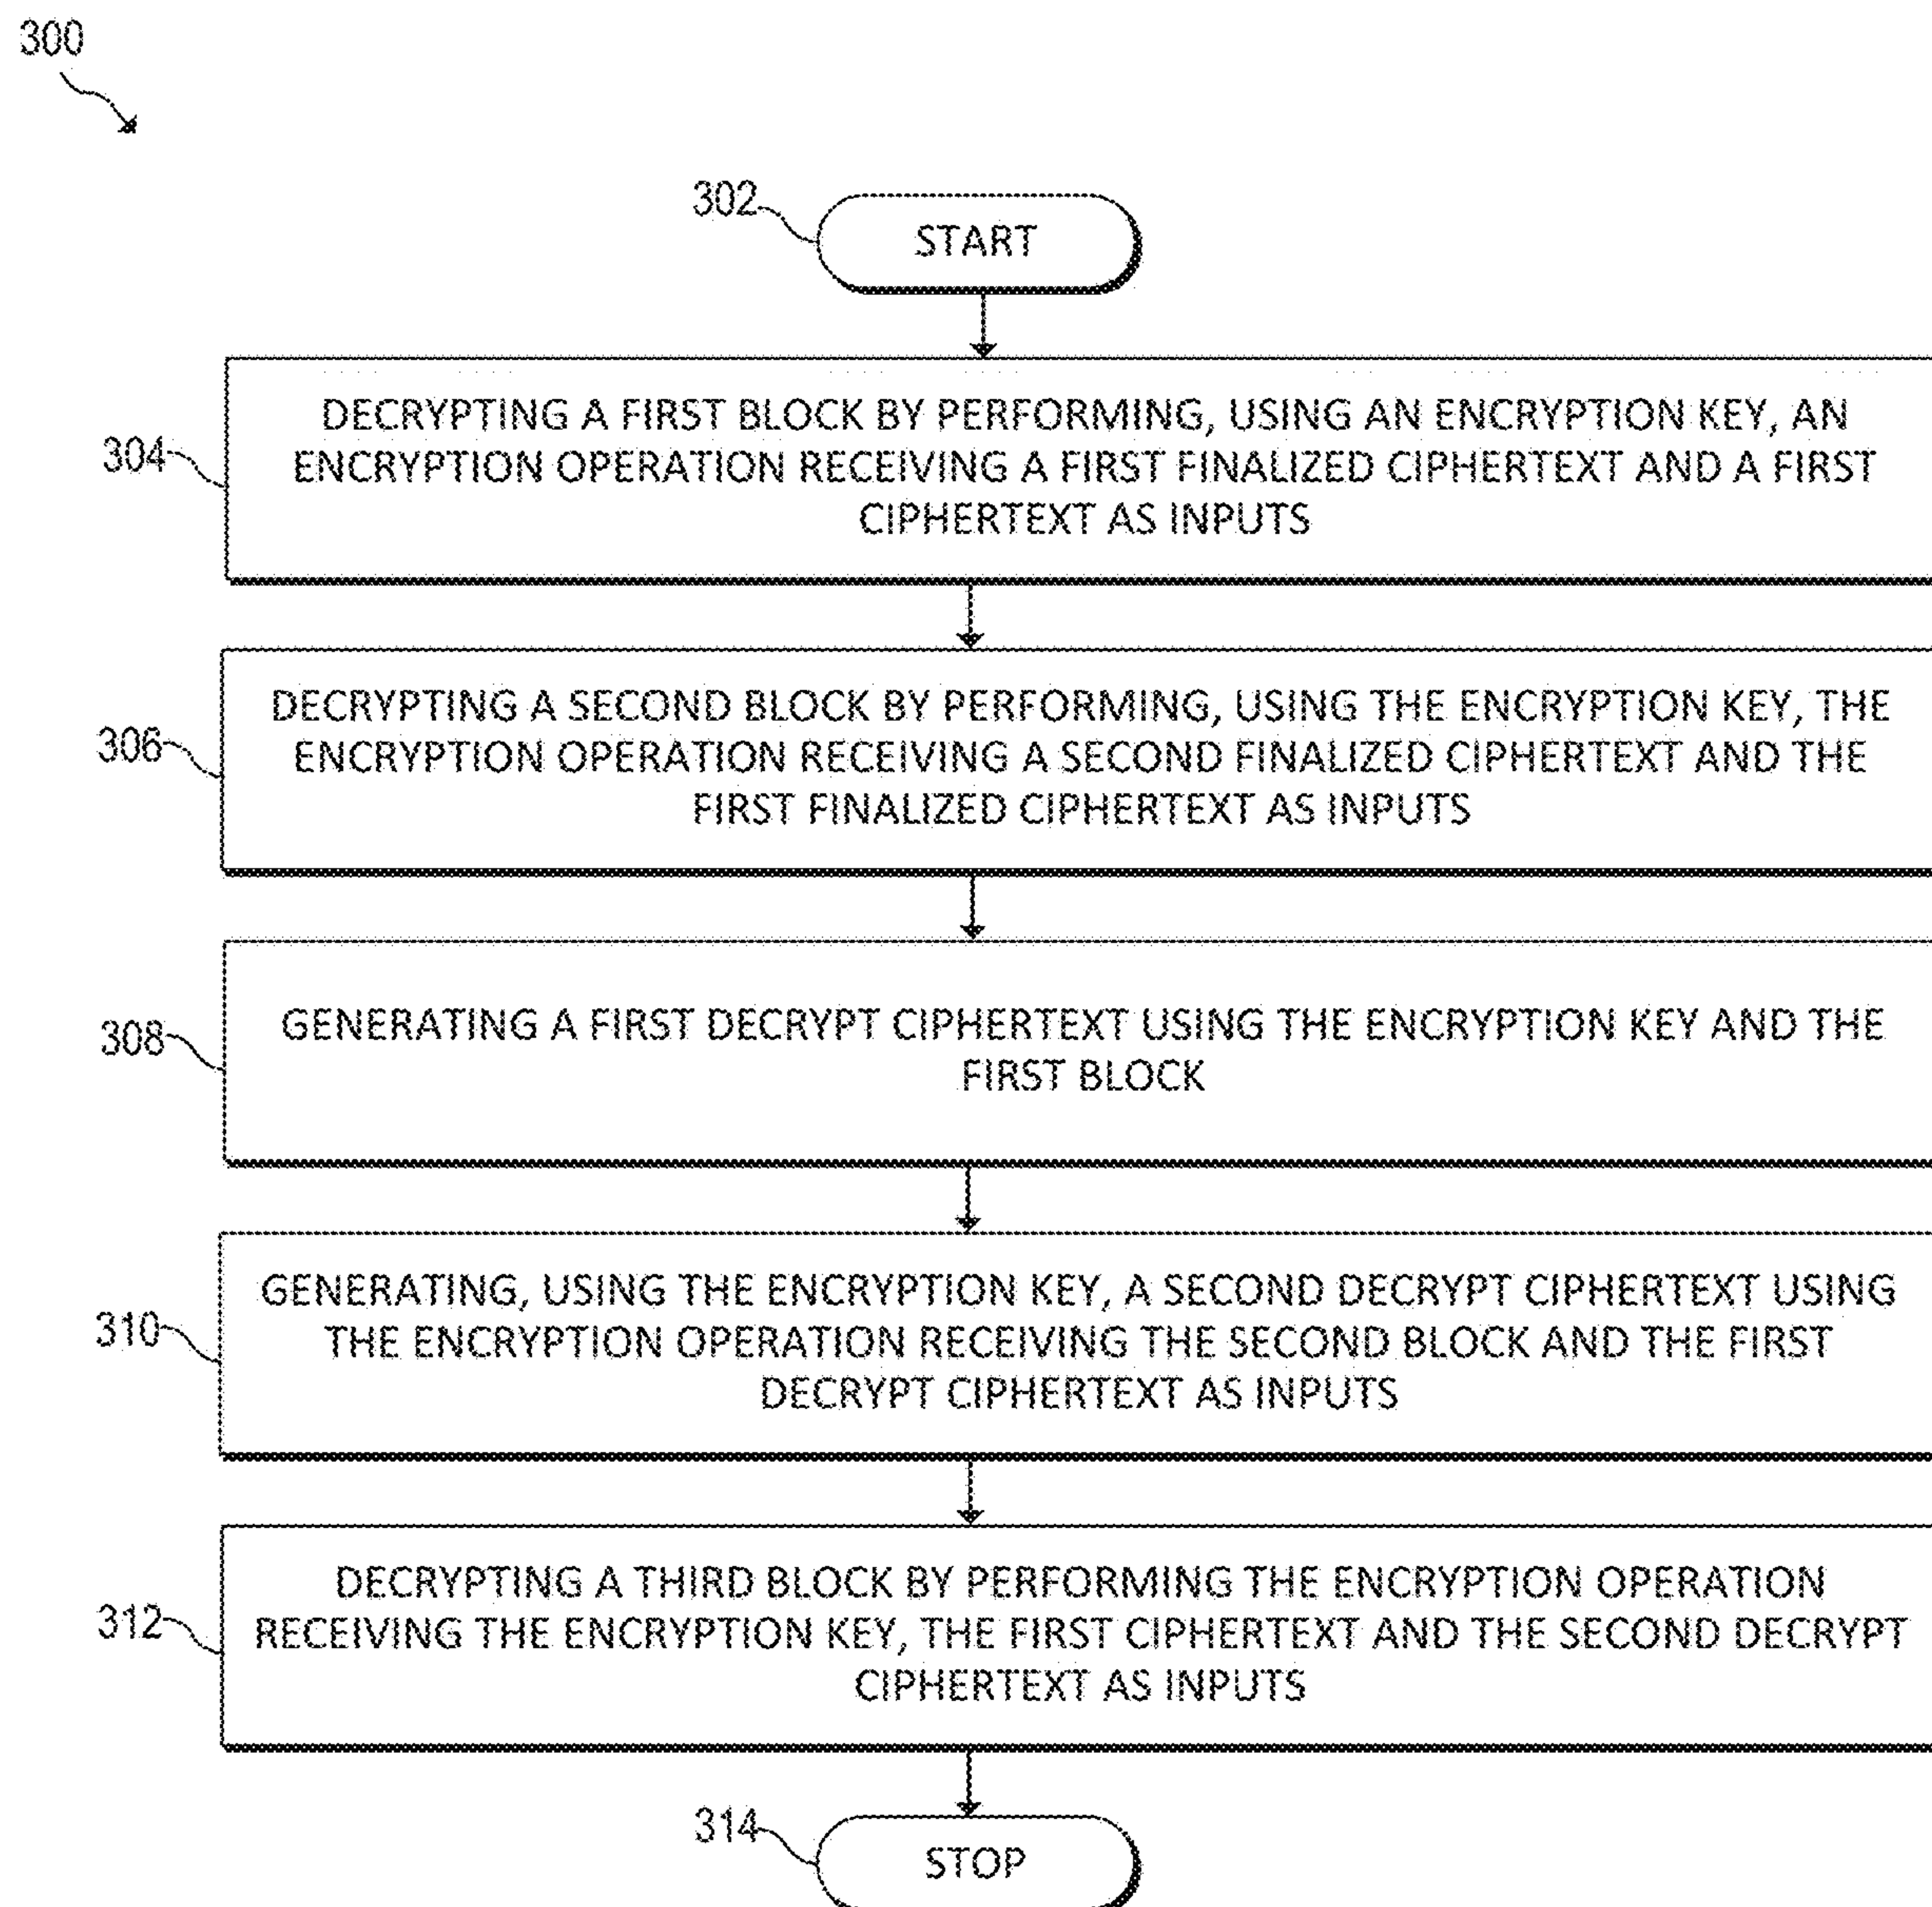 300
302
START
304
DECRYPTING A FIRST BLOCK BY PERFORMING, USING AN ENCRYPTION KEY, AN
ENCRYPTION OPERATION RECEIVING A FIRST FINALIZED CIPHERTEXT AND A FIRST
CIPHERTEXT AS INPUTS
306
DECRYPTING A SECOND BLOCK BY PERFORMING, USING THE ENCRYPTION KEY, THE
ENCRYPTION OPERATION RECEIVING A SECOND FINALIZED CIPHERTEXT AND THE
FIRST FINALIZED CIPHERTEXT AS INPUTS
308
GENERATING A FIRST DECRYPT CIPHERTEXT USING THE ENCRYPTION KEY AND THE
FIRST BLOCK
310
GENERATING, USING THE ENCRYPTION KEY, A SECOND DECRYPT CIPHERTEXT USING
THE ENCRYPTION OPERATION RECEIVING THE SECOND BLOCK AND THE FIRST
DECRYPT CIPHERTEXT AS INPUTS
312
DECRYPTING A THIRD BLOCK BY PERFORMING THE ENCRYPTION OPERATION
RECEIVING THE ENCRYPTION KEY, THE FIRST CIPHERTEXT AND THE SECOND DECRYPT
CIPHERTEXT AS INPUTS
314
STOP